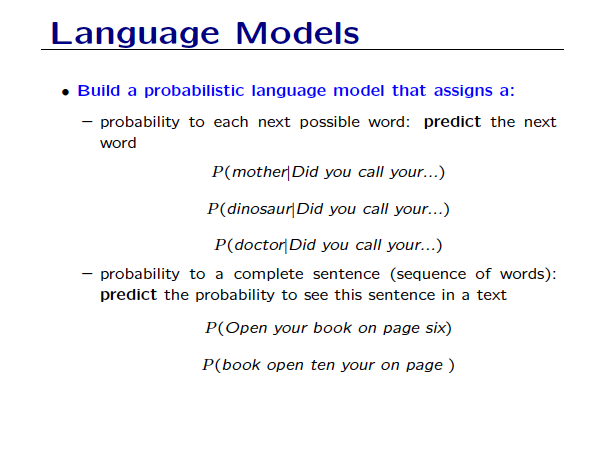 Language Models
• Build a probabilistic language model that assigns a:
– probability to each next possible word: predict the next
word
P(mother|Did you call your...)
P(dinosaur|Did you call your...)
P(doctor|Did you call your...)
– probability to a complete sentence (sequence of words):
predict the probability to see this sentence in a text
P(Open your book on page six)
P(book open ten your on page )